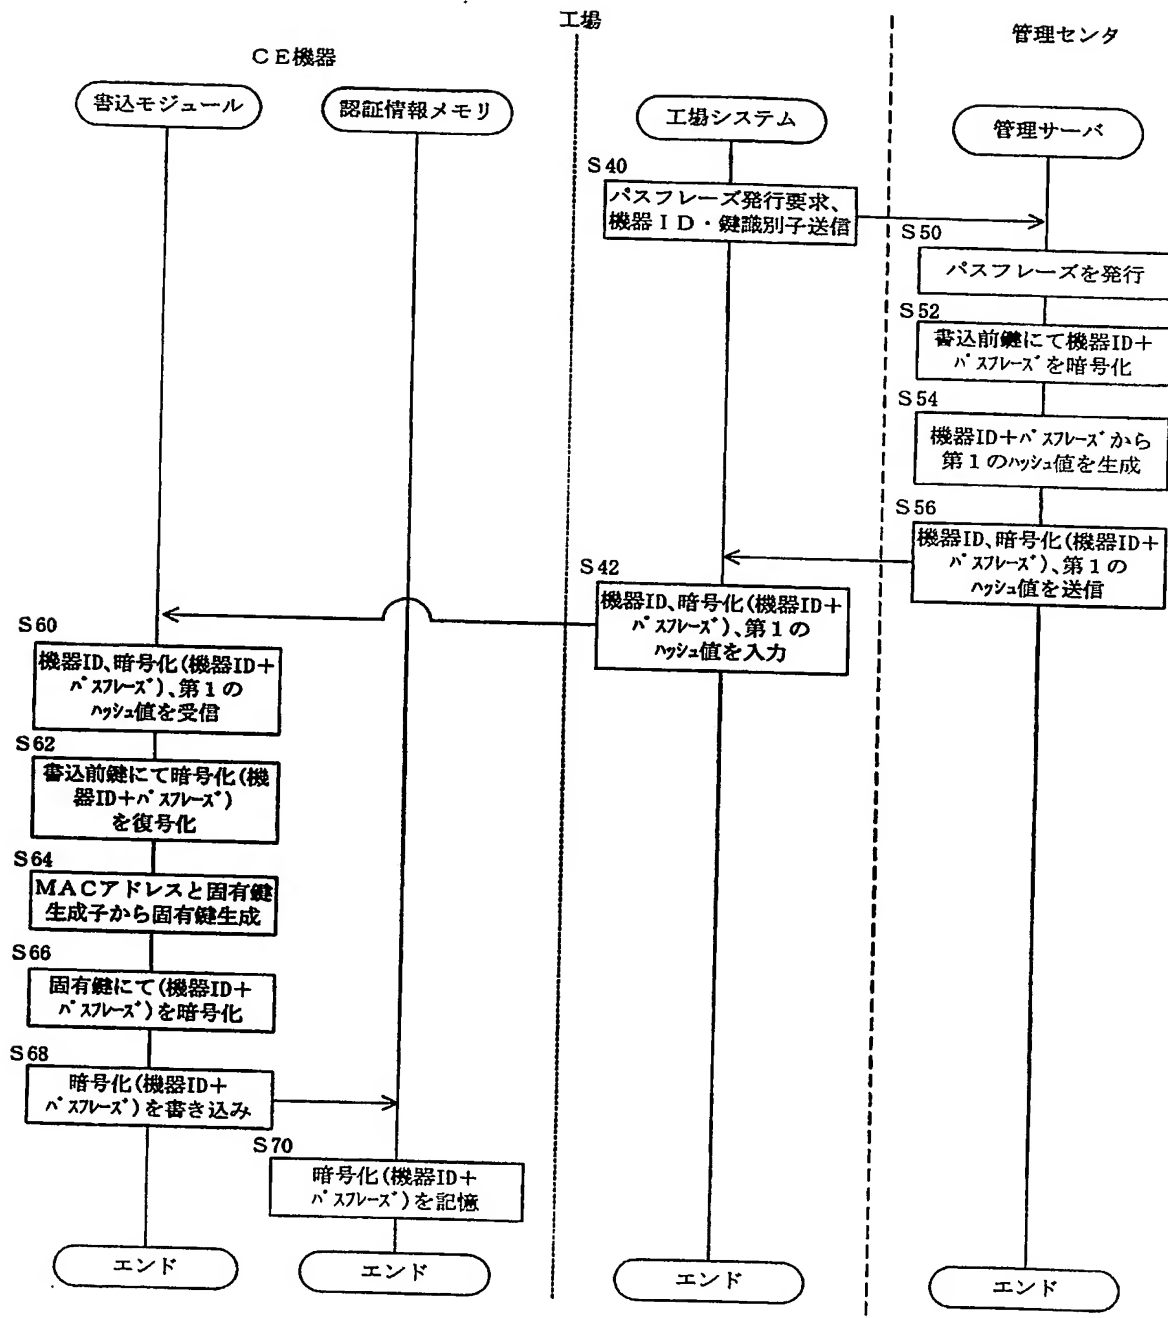 工場
管理センタ
CE機器
書込モジュール
認証情報メモリ
工場システム
管理サーバ
S40
パスフレーズ発行要求、
機器ID・鍵識別子送信
S50
パスフレーズを発行
S52
書込前鍵にて機器ID+
パスフレーズを暗号化
S54
機器ID+パスフレーズから
第1のハッシュ値を生成
S56
機器ID、暗号化(機器ID+
パスフレーズ)、第1の
ハッシュ値を送信
S42
機器ID、暗号化(機器ID+
パスフレーズ)、第1の
ハッシュ値を入力
S60
機器ID、暗号化(機器ID+
パスフレーズ)、第1の
ハッシュ値を受信
S62
書込前鍵にて暗号化(機
器ID+パスフレーズ)
を復号化
S64
MACアドレスと固有鍵
生成子から固有鍵生成
S66
固有鍵にて(機器ID+
パスフレーズ)を暗号化
S68
暗号化(機器ID+
パスフレーズ)を書き込み
S70
暗号化(機器ID+
パスフレーズ)を記憶
エンド
エンド
エンド
エンド